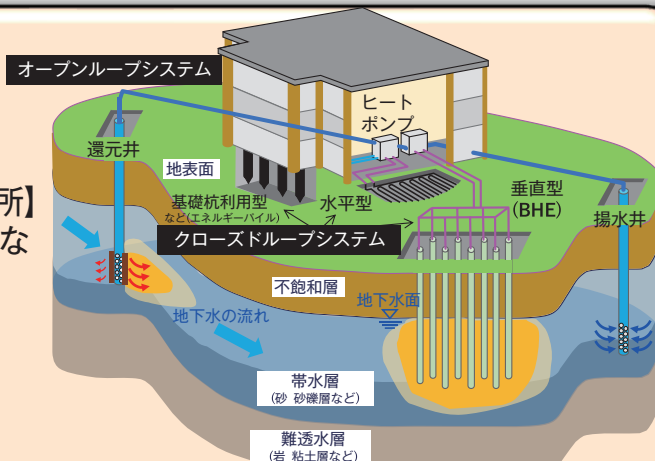 オープンループシステム
ヒート
ポンプ
還元井
地表面
所】
な
基礎杭利用型
など(エネルギーパイル)
水平型
垂直型
(BHE)
揚水井
クローズドループシステム
不飽和層
地下水面
地下水の流れ
帯水層
(砂 砂礫層など)
難透水層
(岩 粘土層など)